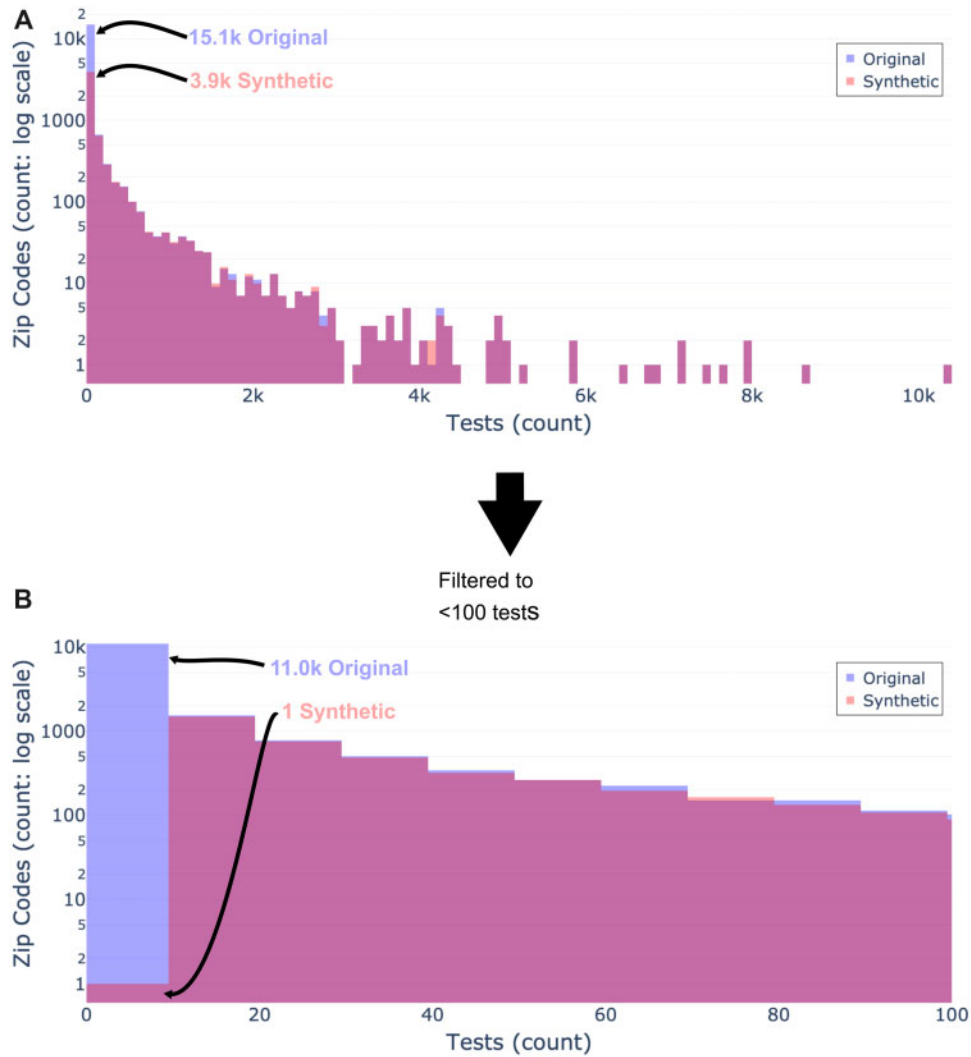 A
Zip Codes (count: log scale)
2
10k
5
2
1000
5
2
100
5
2
10
5
2
1
15.1k Original
3.9k Synthetic
Original
Synthetic
0
2k
4k
6k
8k
10k
Tests (count)
Filtered to
<100 tests
B
Zip Codes (count: log scale)
10k
5
2
1000
5
2
100
5
2
10
5
2
1
11.0k Original
1 Synthetic
Original
Synthetic
0
20
40
60
80
100
Tests (count)